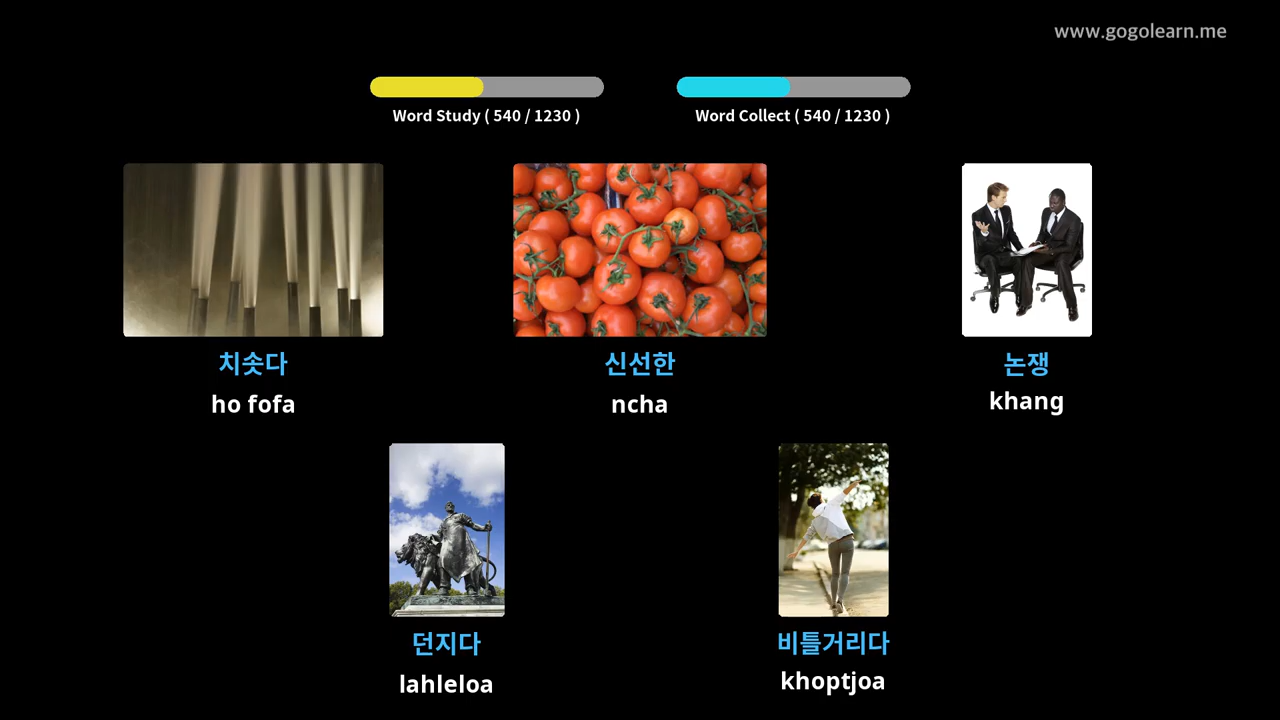 www.gogolearn.me
Word Study ( 540 / 1230 )
Word Collect ( 540 / 1230 )
치솟다
ho fofa
신선한
ncha
논쟁
khang
던지다
lahleloa
비틀거리다
khoptjoa